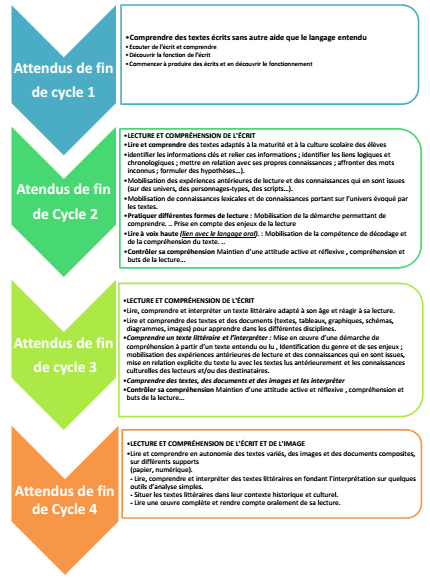 Attendus de fin
de cycle 1
•Comprendre des textes écrits sans autre aide que le langage entendu
•Ecouter de l'écrit et comprendre
•Découvrir la fonction de l'écrit
•Commencer à produire des écrits et en découvrir le fonctionnement
Atendus de fin
de Cycle 2
•LECTURE ET COMPRÉHENSION DE L'ÉCRIT
•Lire et comprendre des textes adaptés à la maturité et à la culture scolaire des élèves
•identifier les informations clés et relier ces informations ; identifier les liens logiques et
chronologiques ; mettre en relation avec ses propres connaissances ; affronter des mots
inconnus ; formuler des hypothèses...).
•Mobilisation des expériences antérieures de lecture et des connaissances qui en sont issues
(sur des univers, des personnages-types, des scripts...).
•Mobilisation de connaissances lexicales et de connaissances portant sur l'univers évoqué par
les textes.
•Pratiquer différentes formes de lecture : Mobilisation de la démarche permettant de
comprendre. .. Prise en compte des enjeux de la lecture
•Lire à voix haute (lien avec le langage oral). : Mobilisation de la compétence de décodage et
de la compréhension du texte. ..
•Contrôler sa compréhension Maintien d'une attitude active et réflexive , compréhension et
buts de la lecture...
Attendus de fin
de cycle 3
•LECTURE ET COMPRÉHENSION DE L'ÉCRIT
•Lire, comprendre et interpréter un texte littéraire adapté à son âge et réagir à sa lecture.
•Lire et comprendre des textes et des documents (textes, tableaux, graphiques, schémas,
diagrammes, images) pour apprendre dans les différentes disciplines.
•Comprendre un texte littéraire et l'interpréter : Mise en œuvre d'une démarche de
compréhension à partir d'un texte entendu ou lu , Identification du genre et de ses enjeux ;
mobilisation des expériences antérieures de lecture et des connaissances qui en sont issues,
mise en relation explicite du texte lu avec les textes lus antérieurement et les connaissances
culturelles des lecteurs et/ou des destinataires.
•Comprendre des textes, des documents et des images et les interpréter
•Contrôler sa compréhension Maintien d'une attitude active et réflexive , compréhension et
buts de la lecture...
Attendus de fin
de Cycle 4
•LECTURE ET COMPRÉHENSION DE L'ÉCRIT ET DE L'IMAGE
•Lire et comprendre en autonomie des textes variés, des images et des documents composites,
sur différents supports
(papier, numérique).
- Lire, comprendre et interpréter des textes littéraires en fondant l'interprétation sur quelques
outils d'analyse simples.
- Situer les textes littéraires dans leur contexte historique et culturel.
- Lire une œuvre complète et rendre compte oralement de sa lecture.